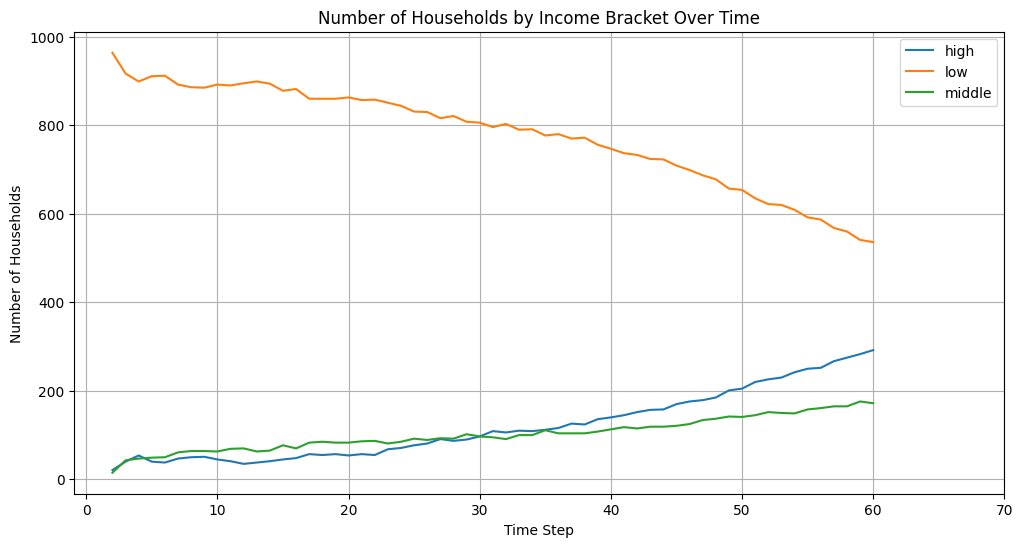 Number of Households by Income Bracket Over Time
1000
800
600
400
200
0
Number of Households
high
low
middle
0 10 20 30 40 50 60 70
Time Step